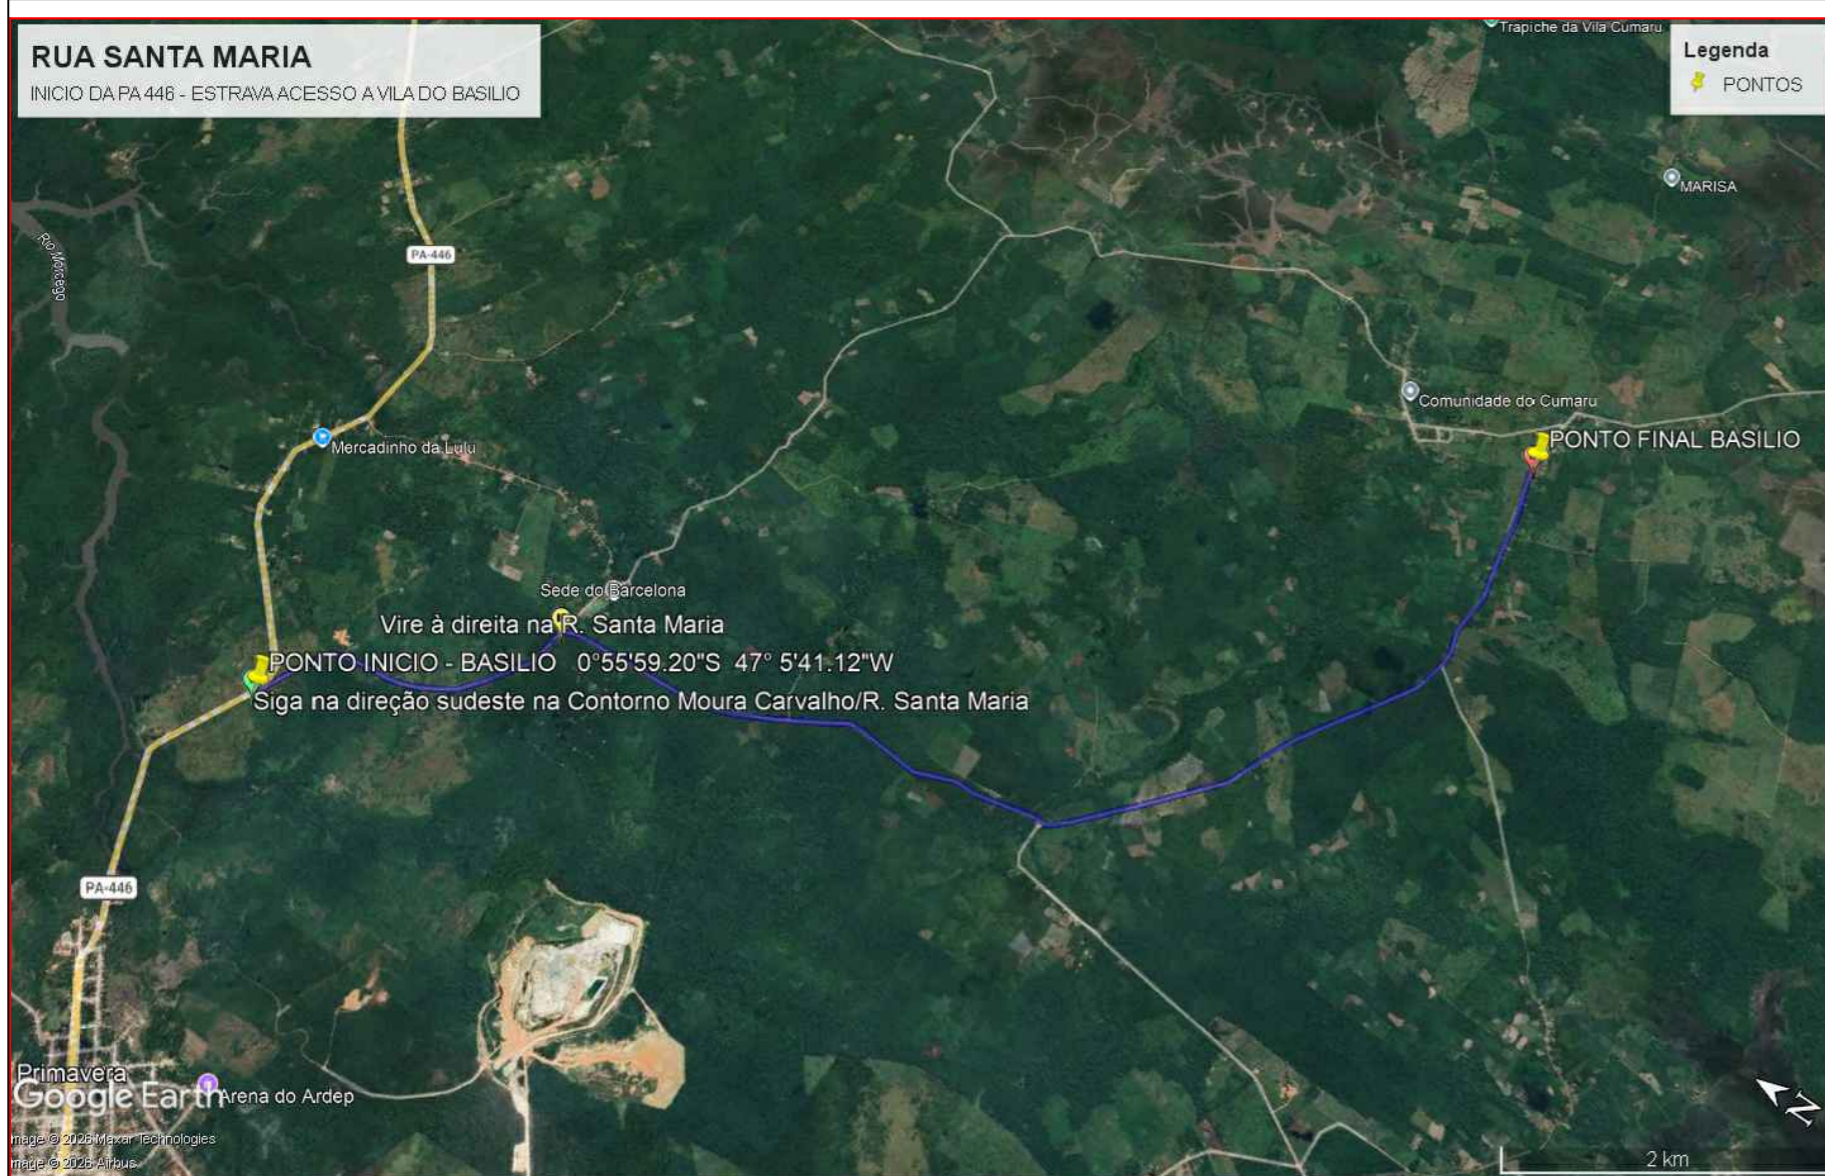 RUA SANTA MARIA
INICIO DA PA 446 - ESTRAVA ACESSO A VILA DO BASILIO
Trapiche da Vila Cumaru
Legenda
PONTOS
MARISA
Rio Morcego
PA-446
Comunidade do Cumaru
PONTO FINAL BASILIO
Mercadinho da Lulu
Sede do Barcelona
Vire à direita na R. Santa Maria
PONTO INICIO - BASILIO 0°55'59.20"S 47° 5'41.12"W
Siga na direção sudeste na Contorno Moura Carvalho/R. Santa Maria
PA-446
Primavera
Google Earth
Arena do Ardep
mage © 2026 Maxar Technologies
mage © 2026 Airbus
N
2 km